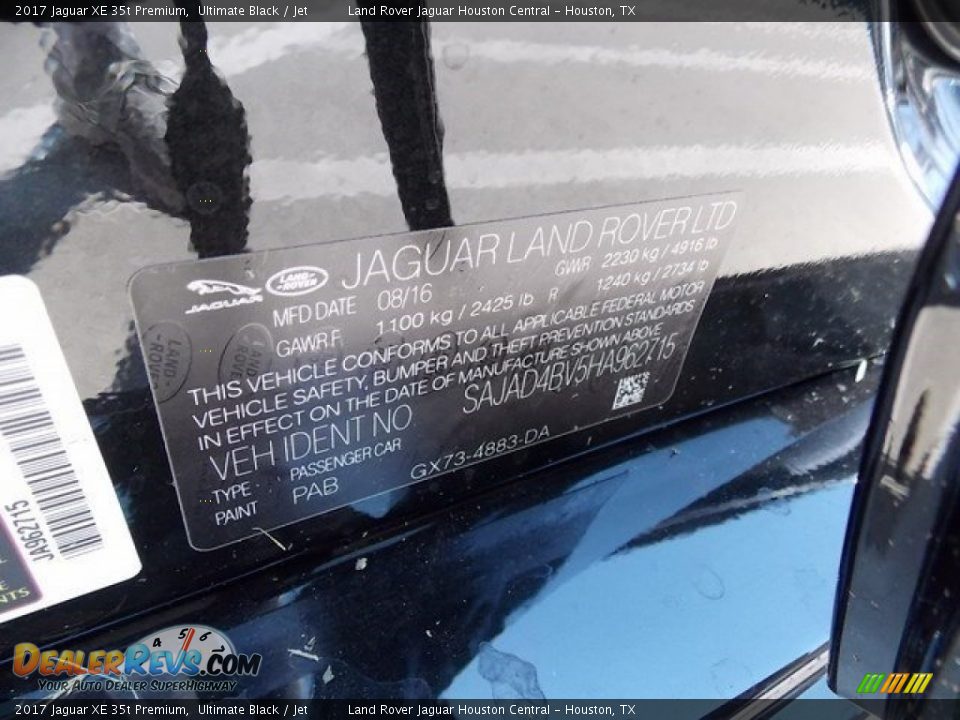 2017 Jaguar XE 35t Premium, Ultimate Black / Jet Land Rover Jaguar Houston Central - Houston, TX
JAGUAR
LAND-ROVER
JAGUAR LAND ROVER LTD
MFD DATE 08/16 GWR 2230 kg / 4916 lb
GAWR F 1100 kg / 2425 lb R 1240 kg / 2734 lb
THIS VEHICLE CONFORMS TO ALL APPLICABLE FEDERAL MOTOR
VEHICLE SAFETY, BUMPER AND THEFT PREVENTION STANDARDS
IN EFFECT ON THE DATE OF MANUFACTURE SHOWN ABOVE
VEH IDENT NO SAJAD4BV5HA962715
TYPE PASSENGER CAR
PAINT PAB GX73-4883-DA
JA962715
4 5 6
DEALERREVS.COM
Your Auto Dealer SuperHighway
2017 Jaguar XE 35t Premium, Ultimate Black / Jet Land Rover Jaguar Houston Central - Houston, TX